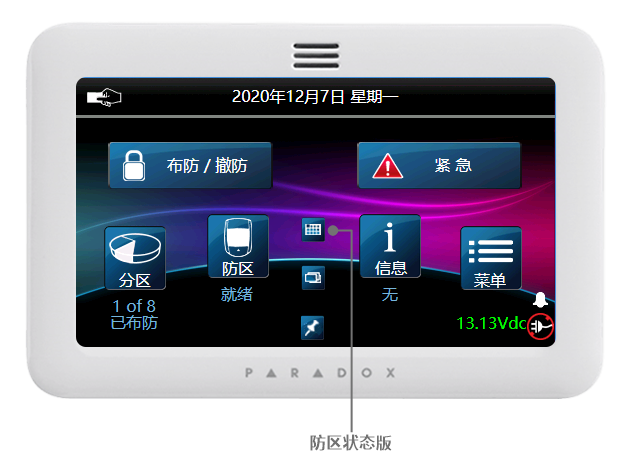 2020年12月7日 星期一
布防 / 撤防
紧 急
分区
防区
信息
菜单
1 of 8
已布防
就绪
无
13.13Vdc
PARADOX
防区状态版